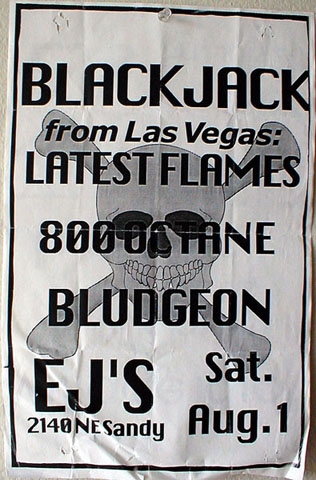 BLACKJACK
from Las Vegas:
LATEST FLAMES
800 OCTANE
BLUDGEON
EJ'S
2140 NE Sandy
Sat.
Aug. 1